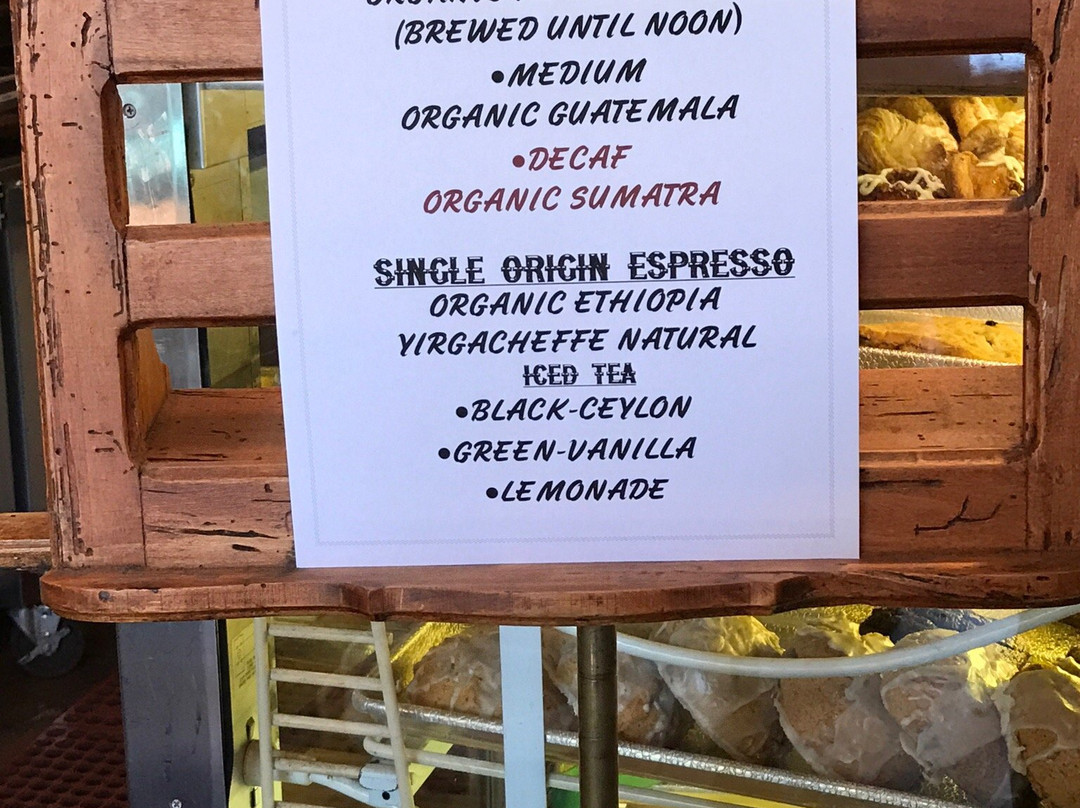 ORGANIC
(BREWED UNTIL NOON)
•MEDIUM
ORGANIC GUATEMALA
•DECAF
ORGANIC SUMATRA
SINGLE ORIGIN ESPRESSO
ORGANIC ETHIOPIA
YIRGACHEFFE NATURAL
ICED TEA
•BLACK-CEYLON
•GREEN-VANILLA
•LEMONADE